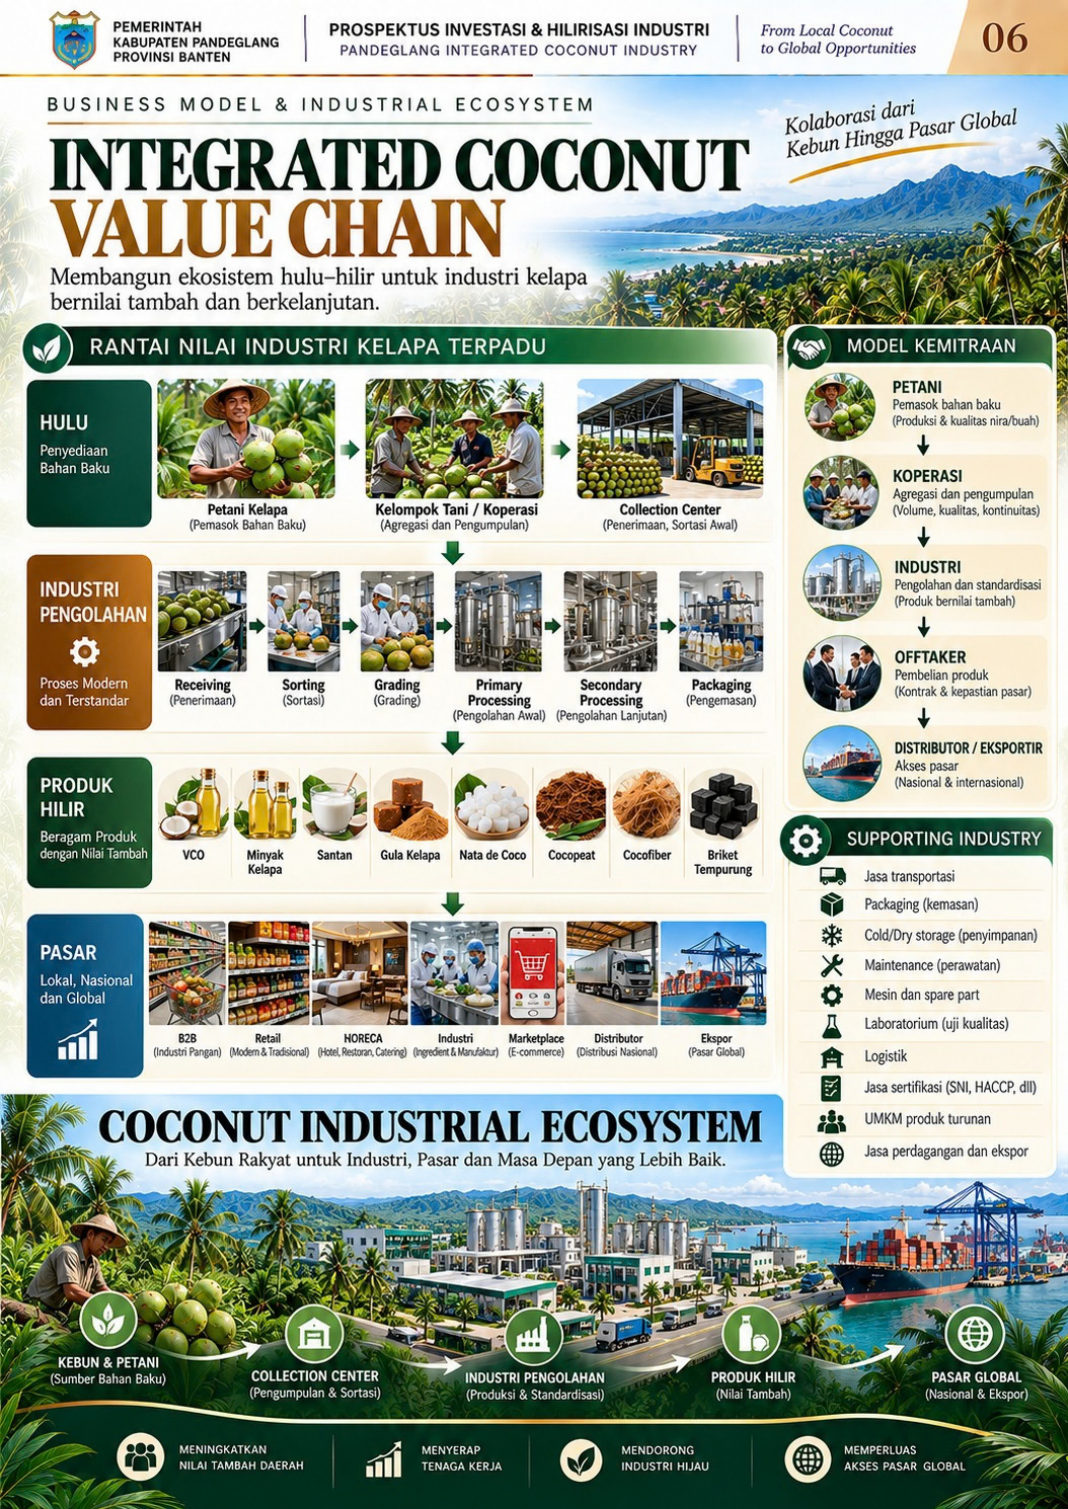 PEMERINTAH
KABUPATEN PANDEGLANG
PROVINSI BANTEN
PROSPEKTUS INVESTASI & HILIRISASI INDUSTRI
PANDEGLANG INTEGRATED COCONUT INDUSTRY
From Local Coconut
to Global Opportunities
06
BUSINESS MODEL & INDUSTRIAL ECOSYSTEM
Kolaborasi dari
Kebun Hingga Pasar Global
INTEGRATED COCONUT
VALUE CHAIN
Membangun ekosistem hulu–hilir untuk industri kelapa
bernilai tambah dan berkelanjutan.
RANTAI NILAI INDUSTRI KELAPA TERPADU
HULU
Penyediaan
Bahan Baku
Petani Kelapa
(Pemasok Bahan Baku)
Kelompok Tani / Koperasi
(Agregasi dan Pengumpulan)
Collection Center
(Penerimaan, Sortasi Awal)
INDUSTRI
PENGOLAHAN
Proses Modern
dan Terstandar
Receiving
(Penerimaan)
Sorting
(Sortasi)
Grading
(Grading)
Primary
Processing
(Pengolahan Awal)
Secondary
Processing
(Pengolahan Lanjutan)
Packaging
(Pengemasan)
PRODUK
HILIR
Beragam Produk
dengan Nilai Tambah
VCO
Minyak
Kelapa
Santan
Gula Kelapa
Nata de Coco
Cocopeat
Cocofiber
Briket
Tempurung
PASAR
Lokal, Nasional
dan Global
B2B
(Industri Pangan)
Retail
(Modern & Tradisional)
HORECA
(Hotel, Restoran, Catering)
Industri
(Ingredient & Manufaktur)
Marketplace
(E-commerce)
Distributor
(Distribusi Nasional)
Ekspor
(Pasar Global)
MODEL KEMITRAAN
PETANI
Pemasok bahan baku
(Produksi & kualitas nira/buah)
KOPERASI
Agregasi dan pengumpulan
(Volume, kualitas, kontinuitas)
INDUSTRI
Pengolahan dan standardisasi
(Produk bernilai tambah)
OFFTAKER
Pembelian produk
(Kontrak & kepastian pasar)
DISTRIBUTOR / EKSPORTIR
Akses pasar
(Nasional & internasional)
SUPPORTING INDUSTRY
Jasa transportasi
Packaging (kemasan)
Cold/Dry storage (penyimpanan)
Maintenance (perawatan)
Mesin dan spare part
Laboratorium (uji kualitas)
Logistik
Jasa sertifikasi (SNI, HACCP, dll)
UMKM produk turunan
Jasa perdagangan dan ekspor
COCONUT INDUSTRIAL ECOSYSTEM
Dari Kebun Rakyat untuk Industri, Pasar dan Masa Depan yang Lebih Baik.
KEBUN & PETANI
(Sumber Bahan Baku)
COLLECTION CENTER
(Pengumpulan & Sortasi)
INDUSTRI PENGOLAHAN
(Produksi & Standardisasi)
PRODUK HILIR
(Nilai Tambah)
PASAR GLOBAL
(Nasional & Ekspor)
MENINGKATKAN
NILAI TAMBAH DAERAH
MENYERAP
TENAGA KERJA
MENDORONG
INDUSTRI HIJAU
MEMPERLUAS
AKSES PASAR GLOBAL